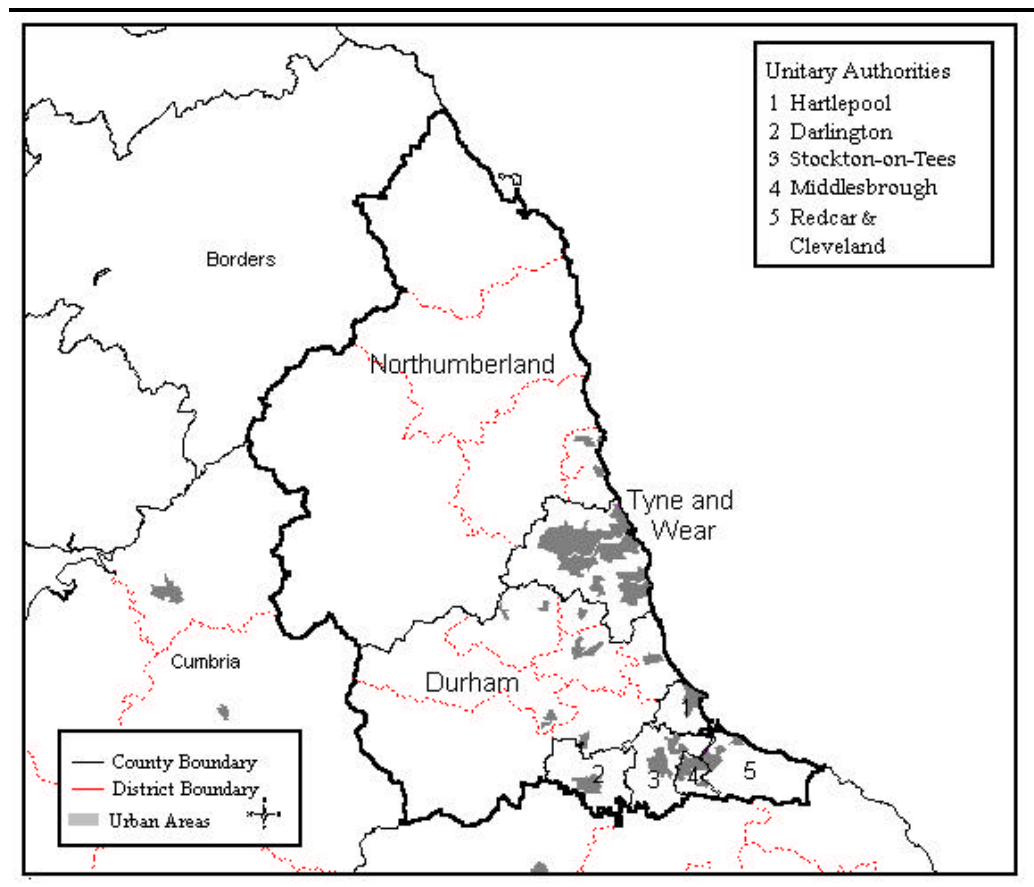 Unitary Authorities
1 Hartlepool
2 Darlington
3 Stockton-on-Tees
4 Middlesbrough
5 Redcar &
Cleveland
Borders
Northumberland
Tyne and
Wear
Cumbria
Durham
1
2
3
4
5
County Boundary
District Boundary
Urban Areas